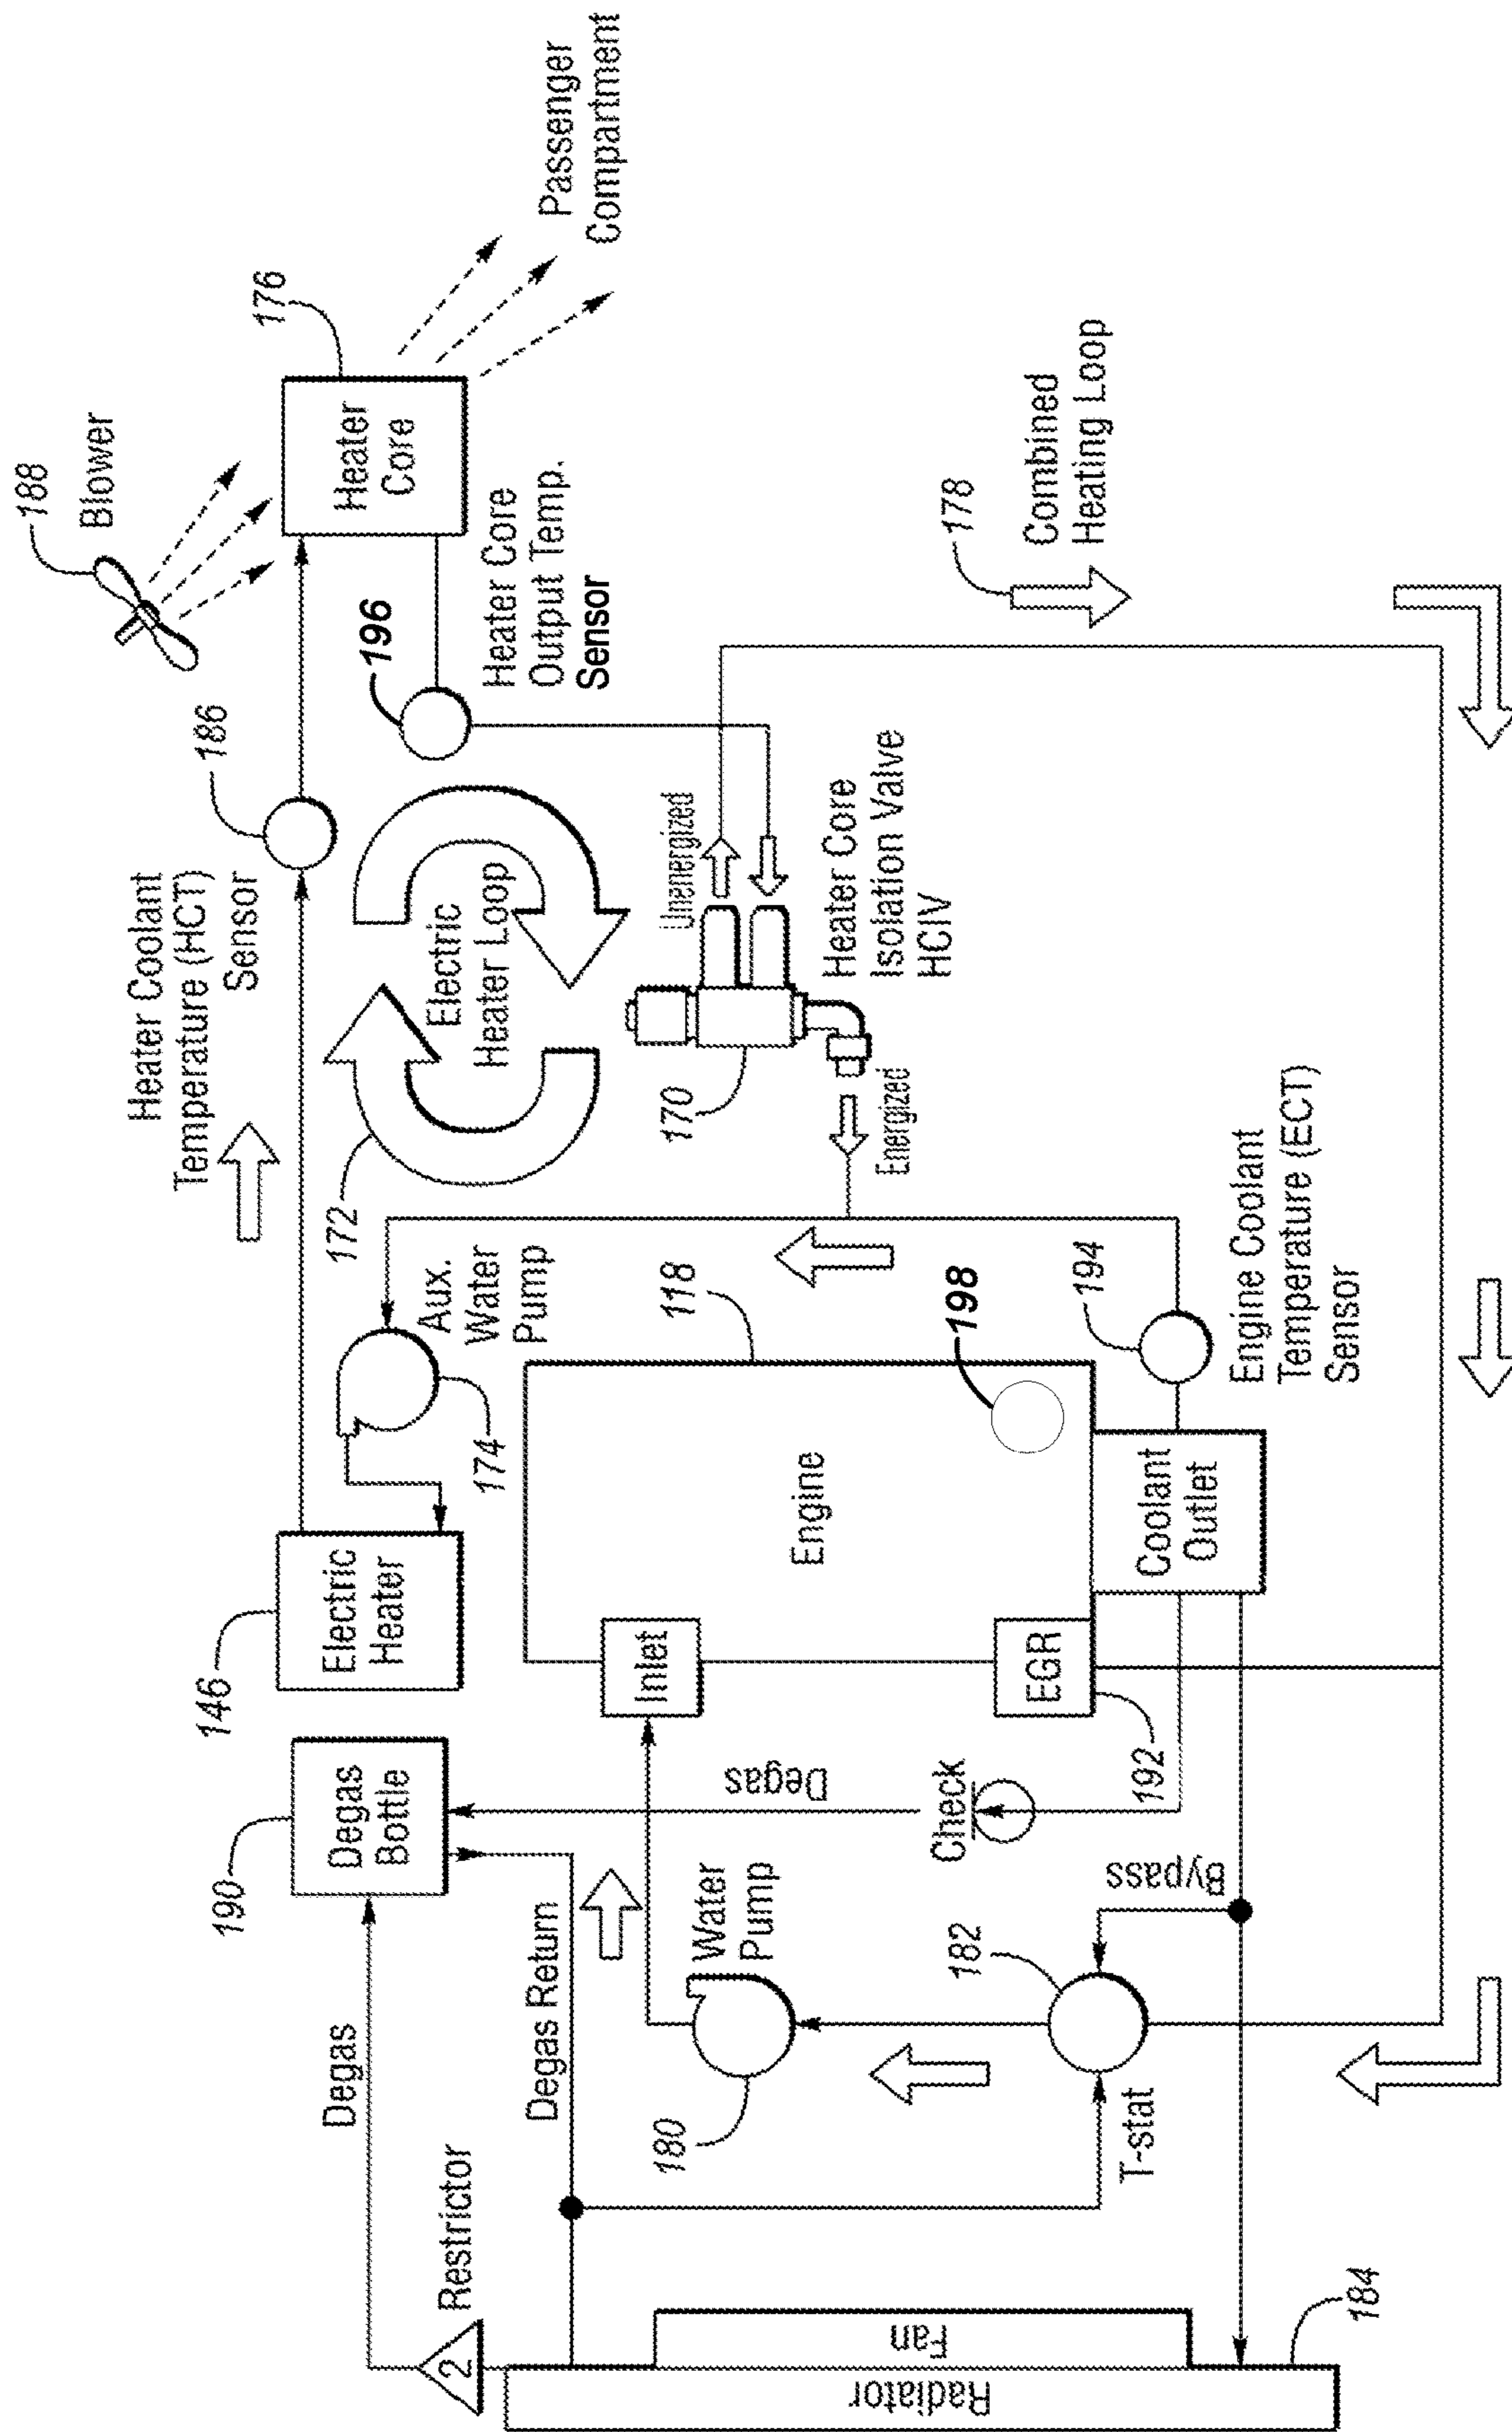 188
Blower
176
Heater
Core
Passenger
Compartment
Heater Coolant
Temperature (HCT)
Sensor
186
196
Heater Core
Output Temp.
Sensor
Electric
Heater Loop
172
Unenergized
Heater Core
Isolation Valve
HCIV
170
Energized
178
Combined
Heating Loop
146
Electric
Heater
Aux.
Water
Pump
174
118
198
Engine
Inlet
EGR
192
Coolant
Outlet
194
Engine Coolant
Temperature (ECT)
Sensor
190
Degas
Bottle
Degas
Degas Return
Degas
Check
Bypass
Water
Pump
180
182
T-stat
Restrictor
2
Fan
Radiator
184